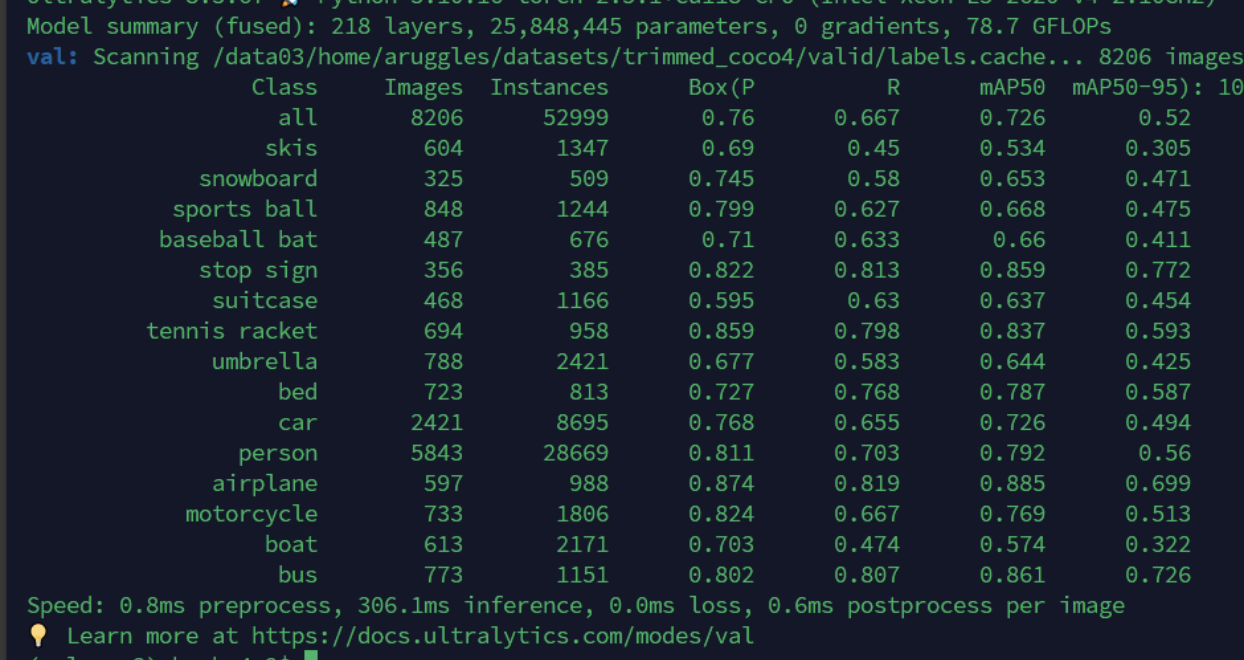 Model summary (fused): 218 layers, 25,848,445 parameters, 0 gradients, 78.7 GFLOPs
val: Scanning /data03/home/aruggles/datasets/trimmed_coco4/valid/labels.cache... 8206 images
Class Images Instances Box(P R mAP50 mAP50-95): 10
all 8206 52999 0.76 0.667 0.726 0.52
skis 604 1347 0.69 0.45 0.534 0.305
snowboard 325 509 0.745 0.58 0.653 0.471
sports ball 848 1244 0.799 0.627 0.668 0.475
baseball bat 487 676 0.71 0.633 0.66 0.411
stop sign 356 385 0.822 0.813 0.859 0.772
suitcase 468 1166 0.595 0.63 0.637 0.454
tennis racket 694 958 0.859 0.798 0.837 0.593
umbrella 788 2421 0.677 0.583 0.644 0.425
bed 723 813 0.727 0.768 0.787 0.587
car 2421 8695 0.768 0.655 0.726 0.494
person 5843 28669 0.811 0.703 0.792 0.56
airplane 597 988 0.874 0.819 0.885 0.699
motorcycle 733 1806 0.824 0.667 0.769 0.513
boat 613 2171 0.703 0.474 0.574 0.322
bus 773 1151 0.802 0.807 0.861 0.726
Speed: 0.8ms preprocess, 306.1ms inference, 0.0ms loss, 0.6ms postprocess per image
💡 Learn more at https://docs.ultralytics.com/modes/val